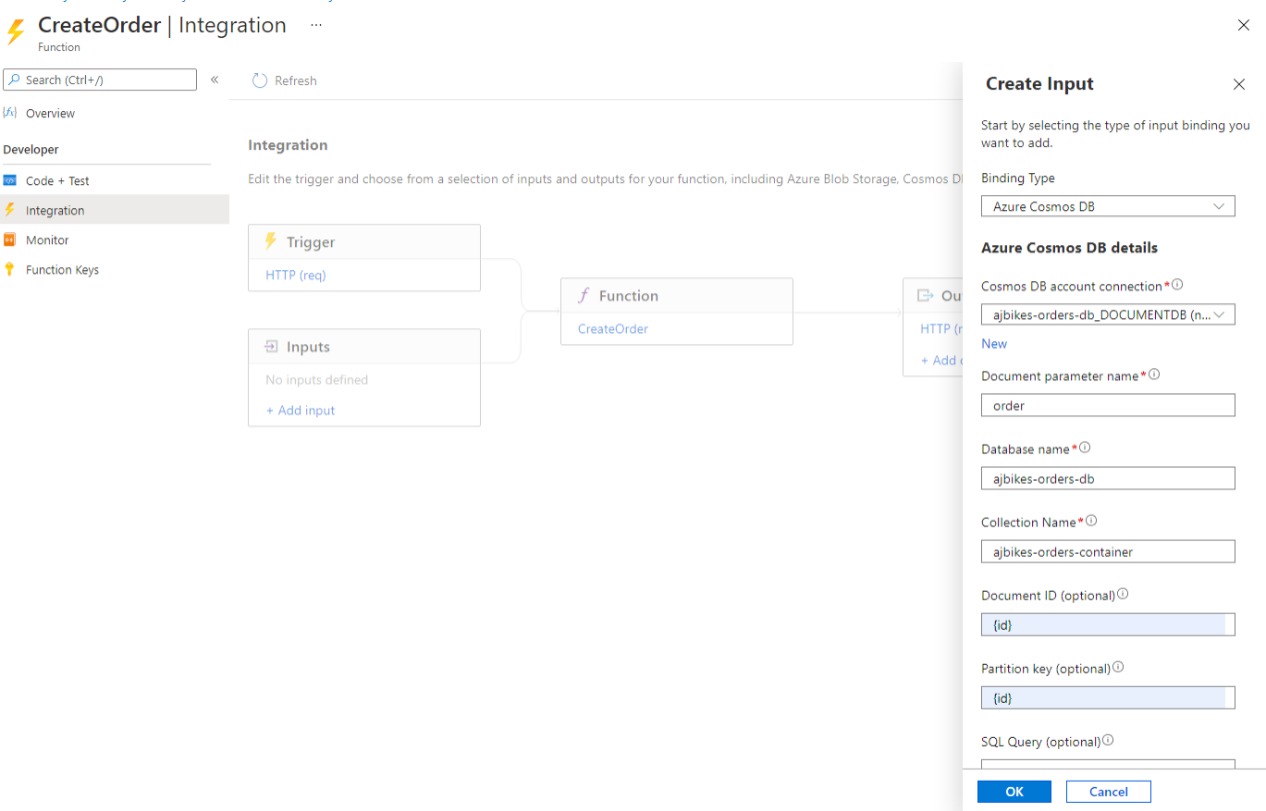 CreateOrder | Integration ...
Function
Search (Ctrl+/)
«
Refresh
{fx} Overview
Developer
Code + Test
Integration
Monitor
Function Keys
Integration
Edit the trigger and choose from a selection of inputs and outputs for your function, including Azure Blob Storage, Cosmos D
Trigger
HTTP (req)
Inputs
No inputs defined
+ Add input
f Function
CreateOrder
Ou
HTTP (r
+ Add
Create Input
Start by selecting the type of input binding you
want to add.
Binding Type
Azure Cosmos DB
Azure Cosmos DB details
Cosmos DB account connection*
ajbikes-orders-db_DOCUMENTDB (n...
New
Document parameter name*
order
Database name*
ajbikes-orders-db
Collection Name*
ajbikes-orders-container
Document ID (optional)
{id}
Partition key (optional)
{id}
SQL Query (optional)
OK
Cancel